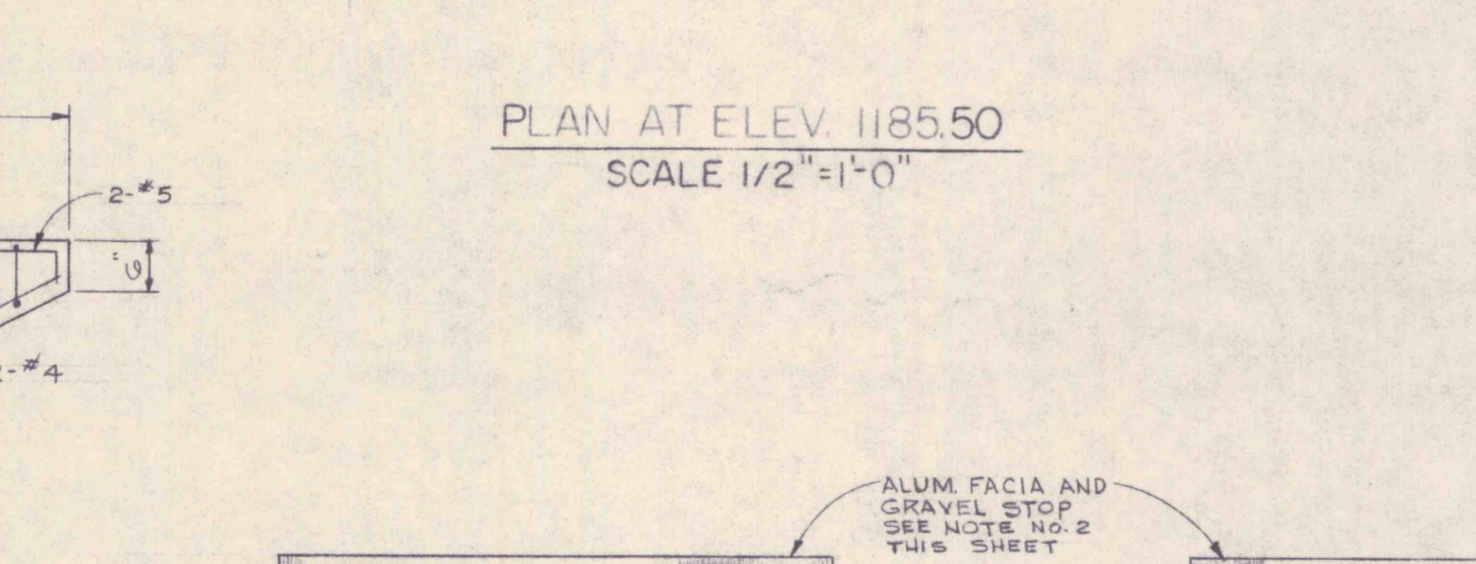 PLAN AT ELEV. 1185.50
SCALE 1/2"=1'-0"
2-#5
-#4
ALUM. FACIA AND
GRAVEL STOP
SEE NOTE No. 2
THIS SHEET